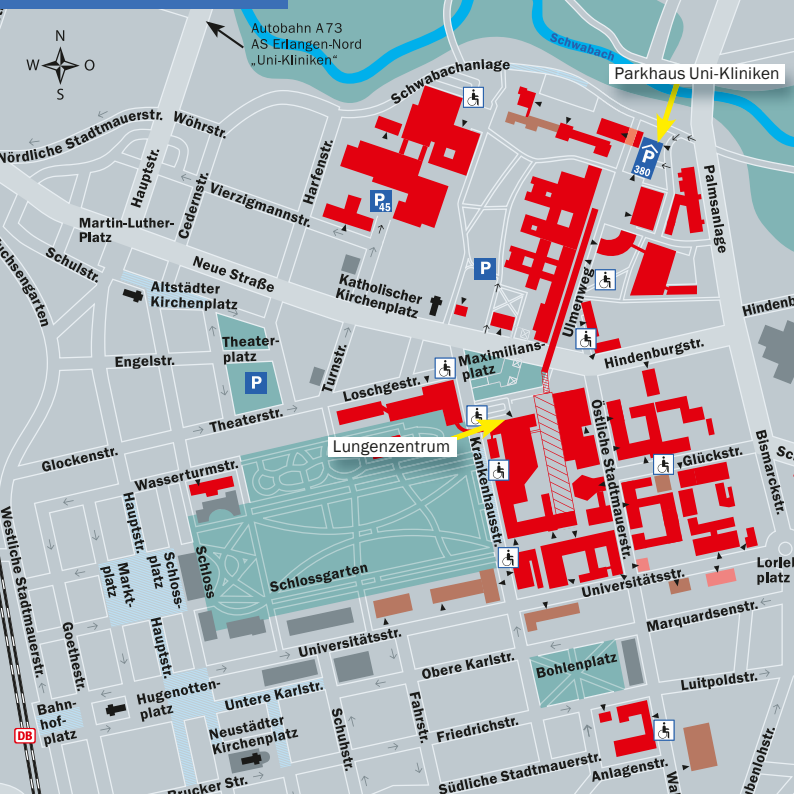 Autobahn A 73
AS Erlangen-Nord
„Uni-Kliniken“
N
W
O
S
Schwabach
Schwabachanlage
Parkhaus Uni-Kliniken
P
380
Nördliche Stadtmauerstr.
Wöhrstr.
Hauptstr.
Cedernstr.
Harfenstr.
Vierzigmannstr.
P
45
Palmsanlage
Martin-Luther-
Platz
Schulstr.
Neue Straße
Altstädter
Kirchenplatz
Katholischer
Kirchenplatz
P
Ulmenweg
Theater-
platz
P
Engelstr.
Turnstr.
Maximilians-
platz
Hindenburgstr.
Loschgestr.
Theaterstr.
Lungenzentrum
Glockenstr.
Wasserturmstr.
Krankenhausstr.
Östliche Stadtmauerstr.
Glückstr.
Bismarckstr.
Westliche Stadtmauerstr.
Hauptstr.
Markt-
platz
Schloss-
platz
Schloss
Schlossgarten
Universitätsstr.
Universitätsstr.
Marquardsenstr.
Goethestr.
Hauptstr.
Obere Karlstr.
Bohlenplatz
Luitpoldstr.
Bahn-
hof-
platz
DB
Hugenotten-
platz
Untere Karlstr.
Neustädter
Kirchenplatz
Schuhstr.
Fahrstr.
Friedrichstr.
Südliche Stadtmauerstr.
Anlagenstr.